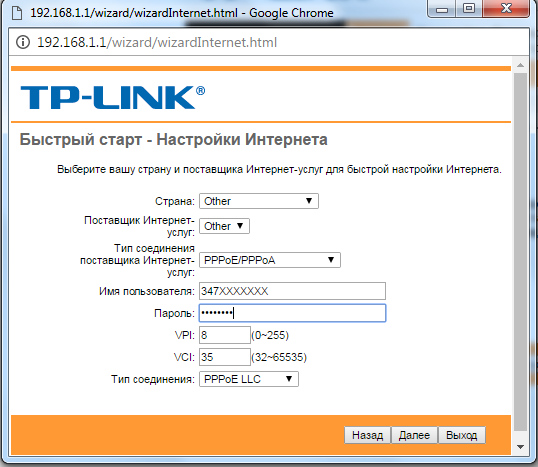 192.168.1.1/wizard/wizardInternet.html - Google Chrome
192.168.1.1/wizard/wizardInternet.html
TP-LINK®
Быстрый старт - Настройки Интернета
Выберите вашу страну и поставщика Интернет-услуг для быстрой настройки Интернета.
Страна: Other
Поставщик Интернет-
услуг: Other
Тип соединения
поставщика Интернет- PPPoE/PPPoA
услуг:
Имя пользователя: 347XXXXXXX
Пароль: ••••••••
VPI: 8 (0~255)
VCI: 35 (32~65535)
Тип соединения: PPPoE LLC
Назад Далее Выход